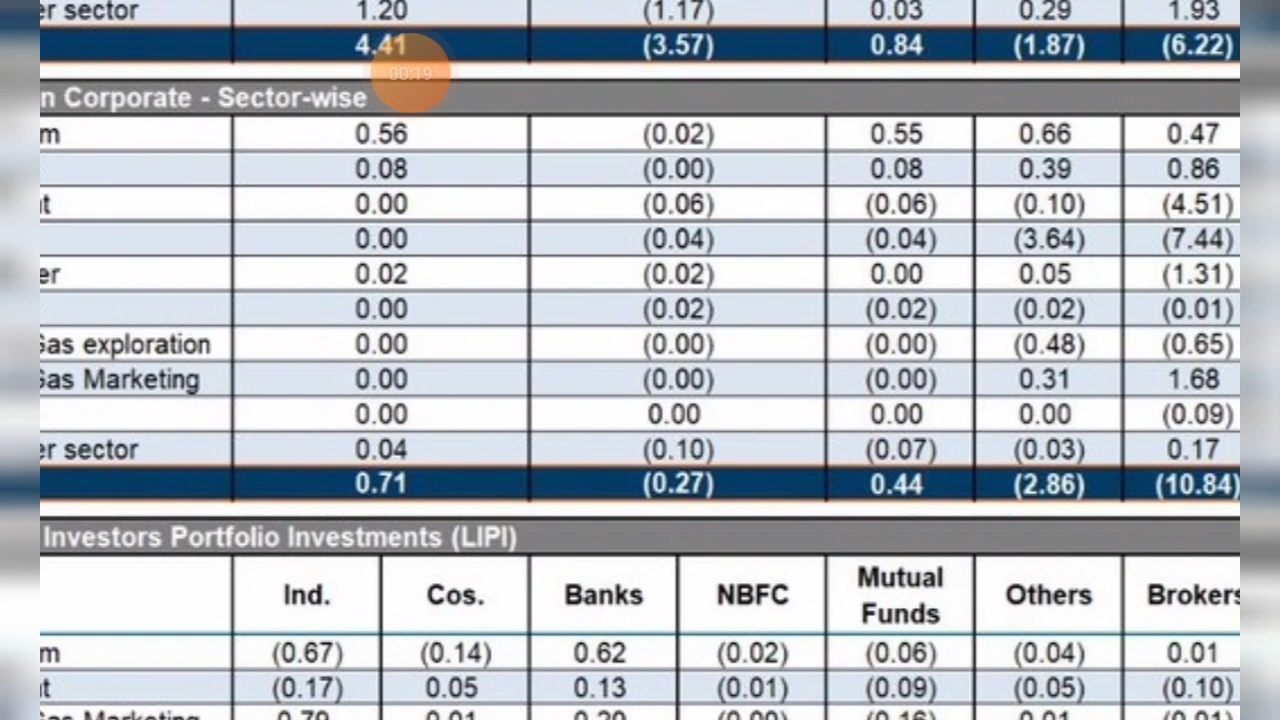 er sector 1.20 (1.17) 0.03 0.29 1.93
4.41 (3.57) 0.84 (1.87) (6.22)
00:19
n Corporate - Sector-wise
m 0.56 (0.02) 0.55 0.66 0.47
0.08 (0.00) 0.08 0.39 0.86
t 0.00 (0.06) (0.06) (0.10) (4.51)
0.00 (0.04) (0.04) (3.64) (7.44)
er 0.02 (0.02) 0.00 0.05 (1.31)
0.00 (0.02) (0.02) (0.02) (0.01)
Gas exploration 0.00 (0.00) (0.00) (0.48) (0.65)
Gas Marketing 0.00 (0.00) (0.00) 0.31 1.68
0.00 0.00 0.00 0.00 (0.09)
er sector 0.04 (0.10) (0.07) (0.03) 0.17
0.71 (0.27) 0.44 (2.86) (10.84)
Investors Portfolio Investments (LIPI)
Ind. Cos. Banks NBFC Mutual Funds Others Brokers
m (0.67) (0.14) 0.62 (0.02) (0.06) (0.04) 0.01
t (0.17) 0.05 0.13 (0.01) (0.09) (0.05) (0.10)
Gas Marketing